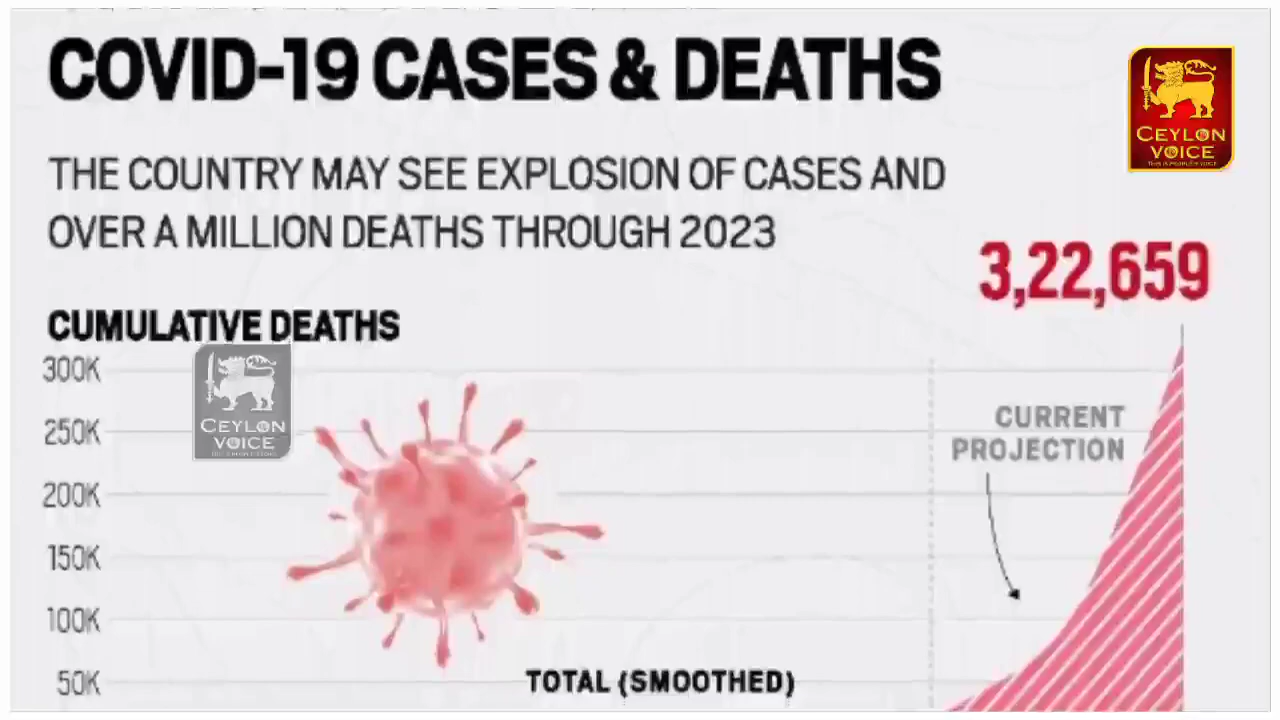 COVID-19 CASES & DEATHS
CEYLON
VOICE
THE COUNTRY MAY SEE EXPLOSION OF CASES AND
OVER A MILLION DEATHS THROUGH 2023
3,22,659
CUMULATIVE DEATHS
300K
CEYLON
VOICE
CURRENT
PROJECTION
250K
200K
150K
100K
50K
TOTAL (SMOOTHED)